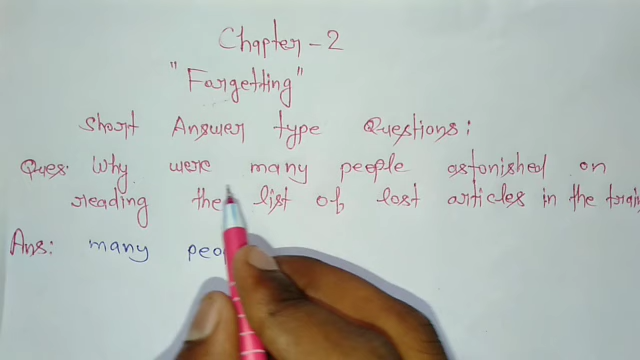 Chapter - 2
"Fargetting"
Short Answer type Questions:
Ques. Why were many people astonished on
reading the list of lost articles in the train
Ans: many peo